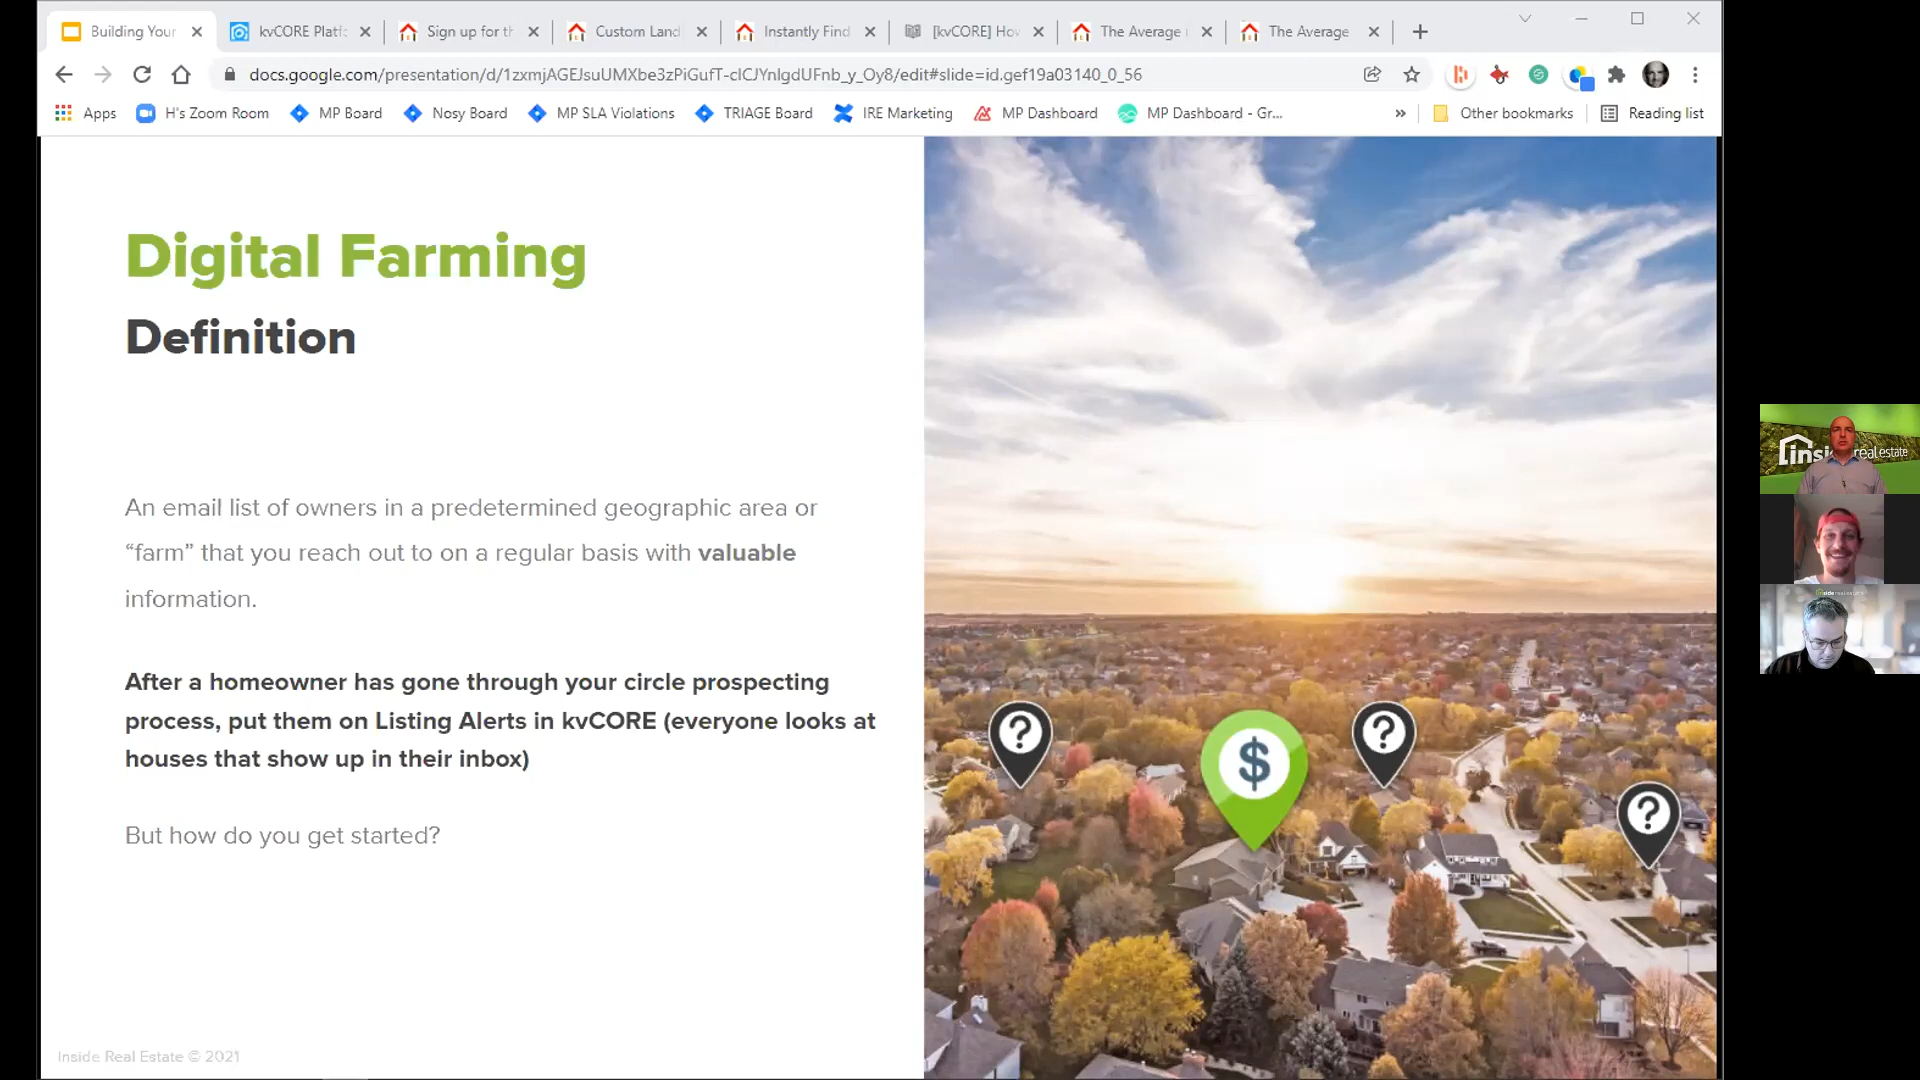 Building Your
kvCORE Platf
Sign up for th
Custom Land
Instantly Find
[kvCORE] How
The Average
The Average
docs.google.com/presentation/d/1zxmjAGEJsuUMXbe3zPiGufT-cICJYnlgdUFnb_y_Oy8/edit#slide=id.gef19a03140_0_56
Apps
H's Zoom Room
MP Board
Nosy Board
MP SLA Violations
TRIAGE Board
IRE Marketing
MP Dashboard
MP Dashboard - Gr...
»
Other bookmarks
Reading list
Digital Farming
Definition
An email list of owners in a predetermined geographic area or
“farm” that you reach out to on a regular basis with valuable
information.
After a homeowner has gone through your circle prospecting
process, put them on Listing Alerts in kvCORE (everyone looks at
houses that show up in their inbox)
But how do you get started?
?
$
?
?
Inside Real Estate © 2021
insi
real estate